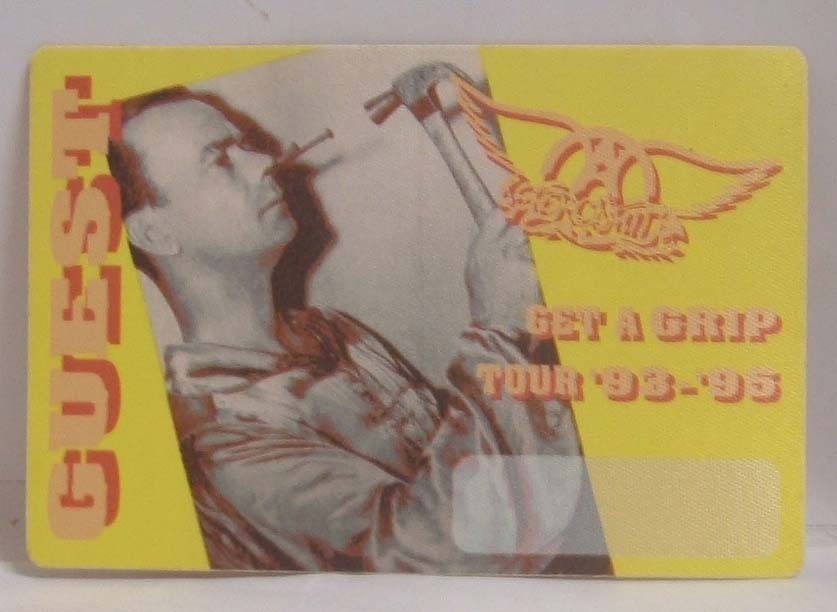 GUEST
AEROSMITH
GET A GRIP
TOUR '93-'95